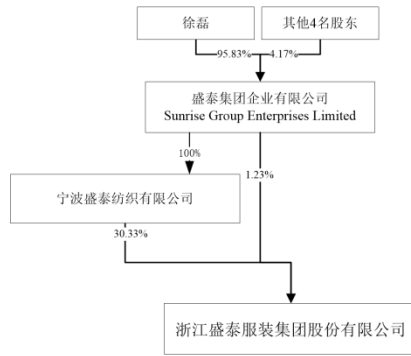 徐磊
其他4名股东
95.83%
4.17%
盛泰集团企业有限公司
Sunrise Group Enterprises Limited
100%
1.23%
宁波盛泰纺织有限公司
30.33%
浙江盛泰服装集团股份有限公司